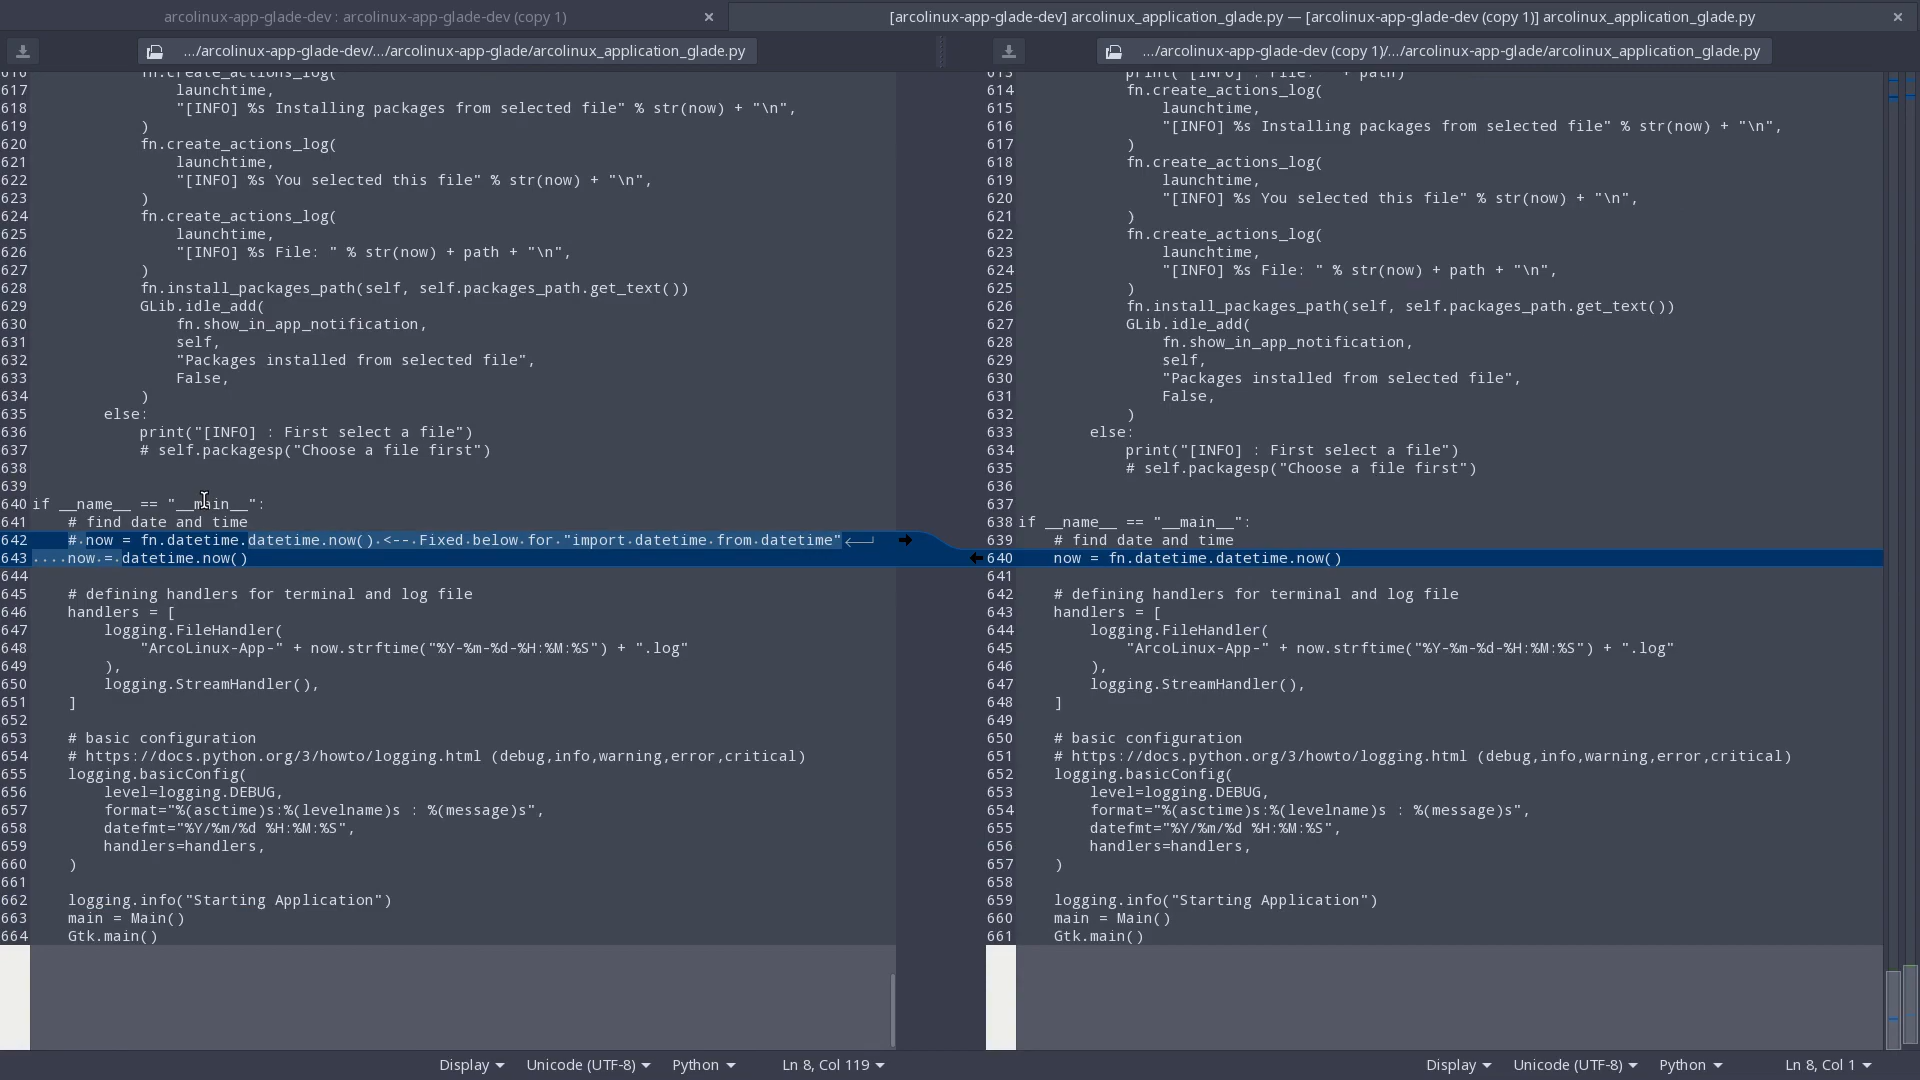 arcolinux-app-glade-dev : arcolinux-app-glade-dev (copy 1)
[arcolinux-app-glade-dev] arcolinux_application_glade.py — [arcolinux-app-glade-dev (copy 1)] arcolinux_application_glade.py
.../arcolinux-app-glade-dev/.../arcolinux-app-glade/arcolinux_application_glade.py
.../arcolinux-app-glade-dev (copy 1)/.../arcolinux-app-glade/arcolinux_application_glade.py
616 fn.create_actions_log(
617 launchtime,
618 "[INFO] %s Installing packages from selected file" % str(now) + "\n",
619 )
620 fn.create_actions_log(
621 launchtime,
622 "[INFO] %s You selected this file" % str(now) + "\n",
623 )
624 fn.create_actions_log(
625 launchtime,
626 "[INFO] %s File: " % str(now) + path + "\n",
627 )
628 fn.install_packages_path(self, self.packages_path.get_text())
629 GLib.idle_add(
630 fn.show_in_app_notification,
631 self,
632 "Packages installed from selected file",
633 False,
634 )
635 else:
636 print("[INFO] : First select a file")
637 # self.packagesp("Choose a file first")
638
639
640 if __name__ == "__main__":
641 # find date and time
642 # now = fn.datetime.datetime.now() <-- Fixed below for "import datetime from datetime"
643 now = datetime.now()
644
645 # defining handlers for terminal and log file
646 handlers = [
647 logging.FileHandler(
648 "ArcoLinux-App-" + now.strftime("%Y-%m-%d-%H:%M:%S") + ".log"
649 ),
650 logging.StreamHandler(),
651 ]
652
653 # basic configuration
654 # https://docs.python.org/3/howto/logging.html (debug,info,warning,error,critical)
655 logging.basicConfig(
656 level=logging.DEBUG,
657 format="%(asctime)s:%(levelname)s : %(message)s",
658 datefmt="%Y/%m/%d %H:%M:%S",
659 handlers=handlers,
660 )
661
662 logging.info("Starting Application")
663 main = Main()
664 Gtk.main()
613 print("[INFO] : File: " + path)
614 fn.create_actions_log(
615 launchtime,
616 "[INFO] %s Installing packages from selected file" % str(now) + "\n",
617 )
618 fn.create_actions_log(
619 launchtime,
620 "[INFO] %s You selected this file" % str(now) + "\n",
621 )
622 fn.create_actions_log(
623 launchtime,
624 "[INFO] %s File: " % str(now) + path + "\n",
625 )
626 fn.install_packages_path(self, self.packages_path.get_text())
627 GLib.idle_add(
628 fn.show_in_app_notification,
629 self,
630 "Packages installed from selected file",
631 False,
632 )
633 else:
634 print("[INFO] : First select a file")
635 # self.packagesp("Choose a file first")
636
637
638 if __name__ == "__main__":
639 # find date and time
640 now = fn.datetime.datetime.now()
641
642 # defining handlers for terminal and log file
643 handlers = [
644 logging.FileHandler(
645 "ArcoLinux-App-" + now.strftime("%Y-%m-%d-%H:%M:%S") + ".log"
646 ),
647 logging.StreamHandler(),
648 ]
649
650 # basic configuration
651 # https://docs.python.org/3/howto/logging.html (debug,info,warning,error,critical)
652 logging.basicConfig(
653 level=logging.DEBUG,
654 format="%(asctime)s:%(levelname)s : %(message)s",
655 datefmt="%Y/%m/%d %H:%M:%S",
656 handlers=handlers,
657 )
658
659 logging.info("Starting Application")
660 main = Main()
661 Gtk.main()
Display Unicode (UTF-8) Python Ln 8, Col 119
Display Unicode (UTF-8) Python Ln 8, Col 1